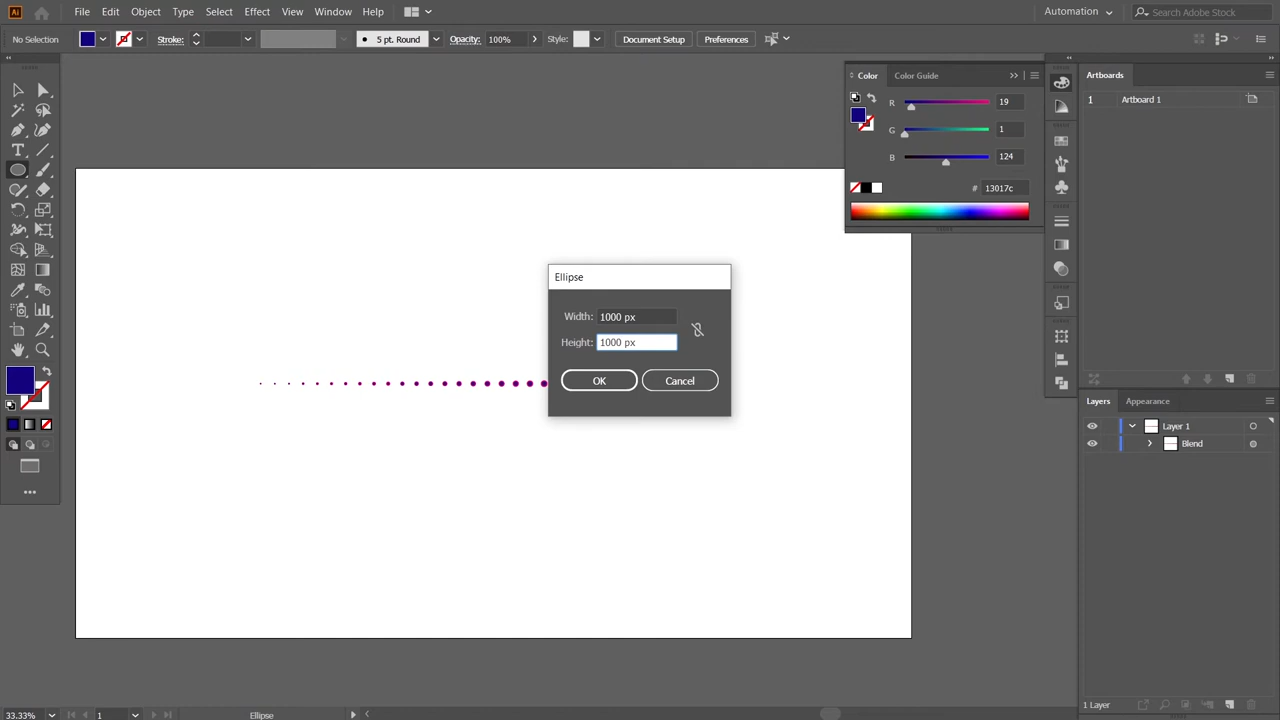 Ai File Edit Object Type Select Effect View Window Help Automation Search Adobe Stock
No Selection Stroke: 5 pt. Round Opacity: 100% Style: Document Setup Preferences
Color Color Guide
R 19
G 1
B 124
# 13017c
Artboards
1 Artboard 1
Ellipse
Width: 1000 px
Height: 1000 px
OK Cancel
Layers Appearance
Layer 1
Blend
1 Layer
33.33% 1 Ellipse